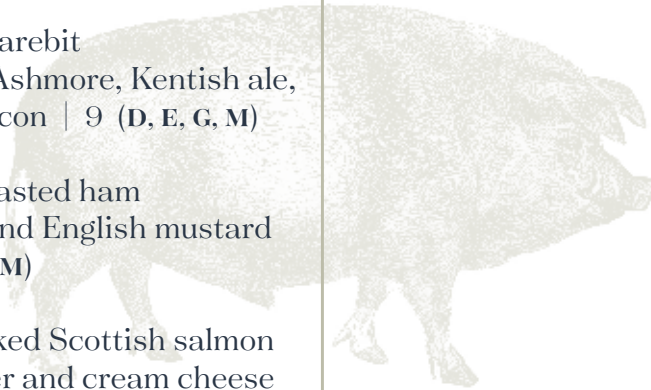 arebit
Ashmore, Kentish ale,
con | 9 (D, E, G, M)
asted ham
nd English mustard
M)
ked Scottish salmon
er and cream cheese